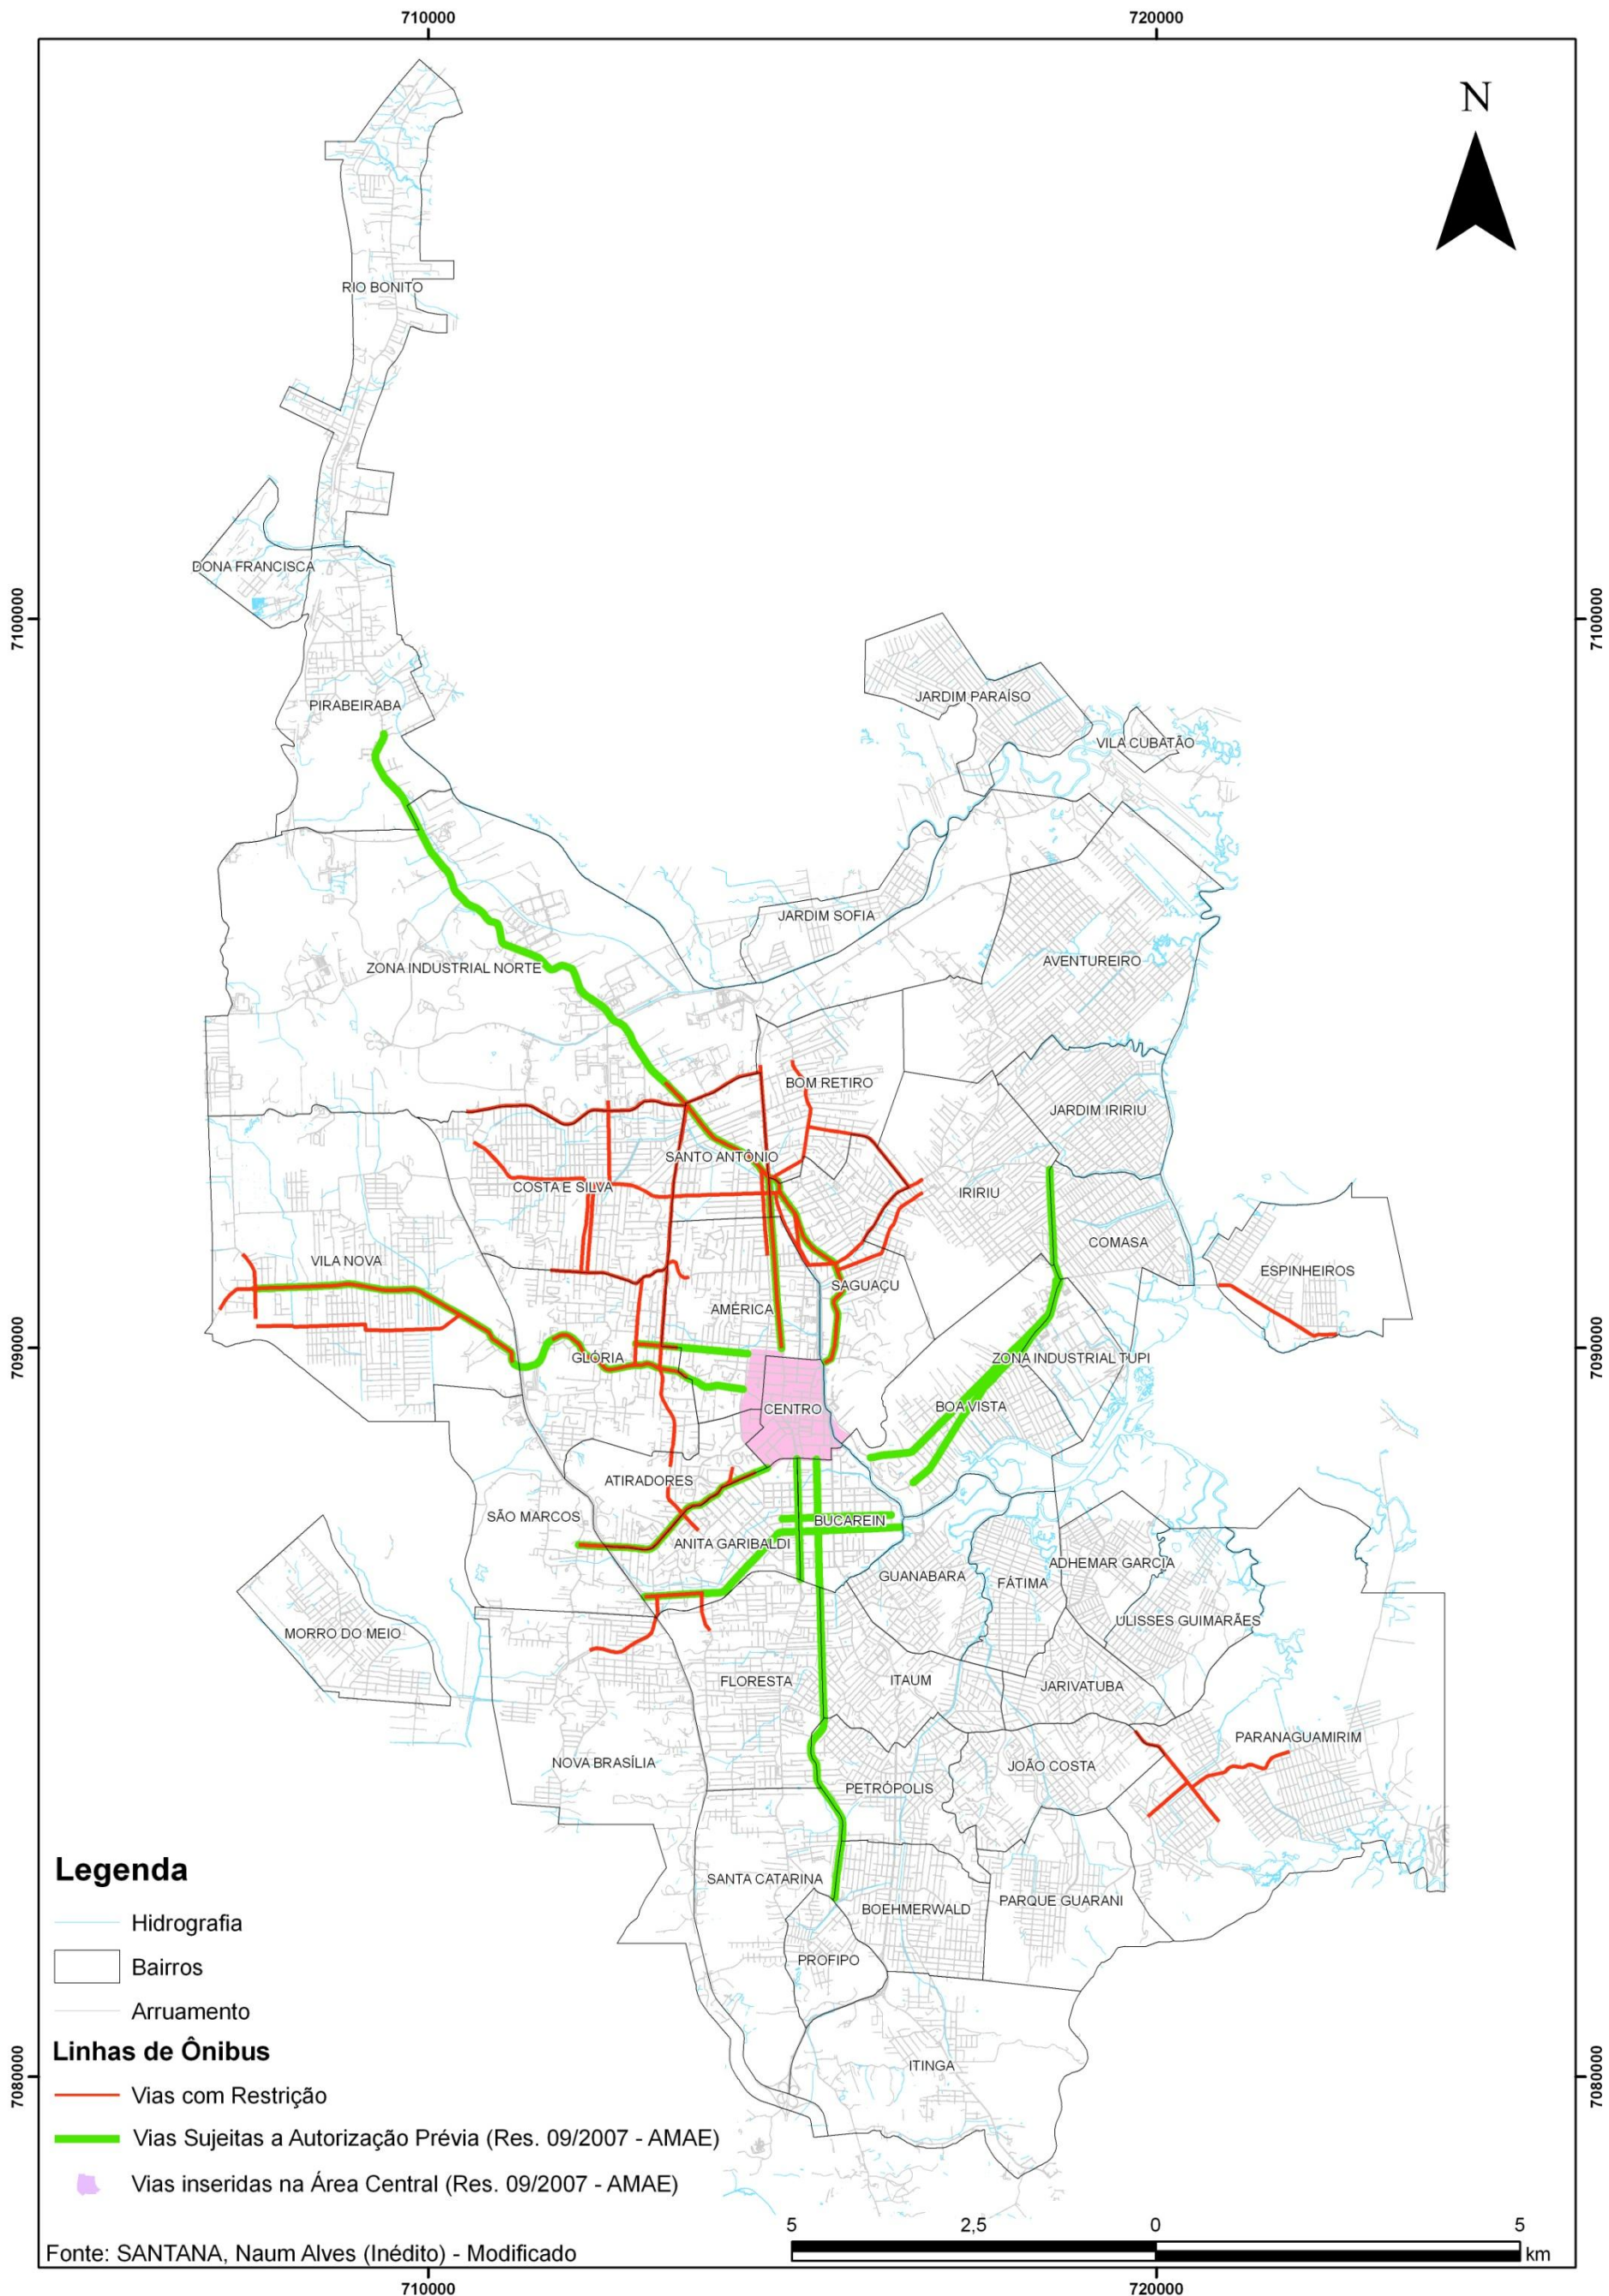 710000
720000
N
RIO BONITO
DONA FRANCISCA
7100000
7100000
JARDIM PARAÍSO
PIRABEIRABA
VILA CUBATÃO
JARDIM SOFIA
AVENTUREIRO
ZONA INDUSTRIAL NORTE
BOM RETIRO
JARDIM IRIRIU
SANTO ANTÔNIO
COSTA E SILVA
IRIRIU
COMASA
VILA NOVA
ESPINHEIROS
SAGUAÇU
AMÉRICA
7090000
7090000
GLÓRIA
ZONA INDUSTRIAL TUPI
BOA VISTA
CENTRO
ATIRADORES
SÃO MARCOS
BUCAREIN
ANITA GARIBALDI
ADHEMAR GARCIA
GUANABARA
FÁTIMA
ULISSES GUIMARÃES
MORRO DO MEIO
FLORESTA
ITAUM
JARIVATUBA
PARANAGUAMIRIM
NOVA BRASÍLIA
JOÃO COSTA
PETRÓPOLIS
SANTA CATARINA
PARQUE GUARANI
BOEHMERWALD
PROFIPO
ITINGA
7080000
7080000
Legenda
Hidrografia
Bairros
Arruamento
Linhas de Ônibus
Vias com Restrição
Vias Sujeitas a Autorização Prévia (Res. 09/2007 - AMAE)
Vias inseridas na Área Central (Res. 09/2007 - AMAE)
5 2,5 0 5
km
Fonte: SANTANA, Naum Alves (Inédito) - Modificado
710000
720000